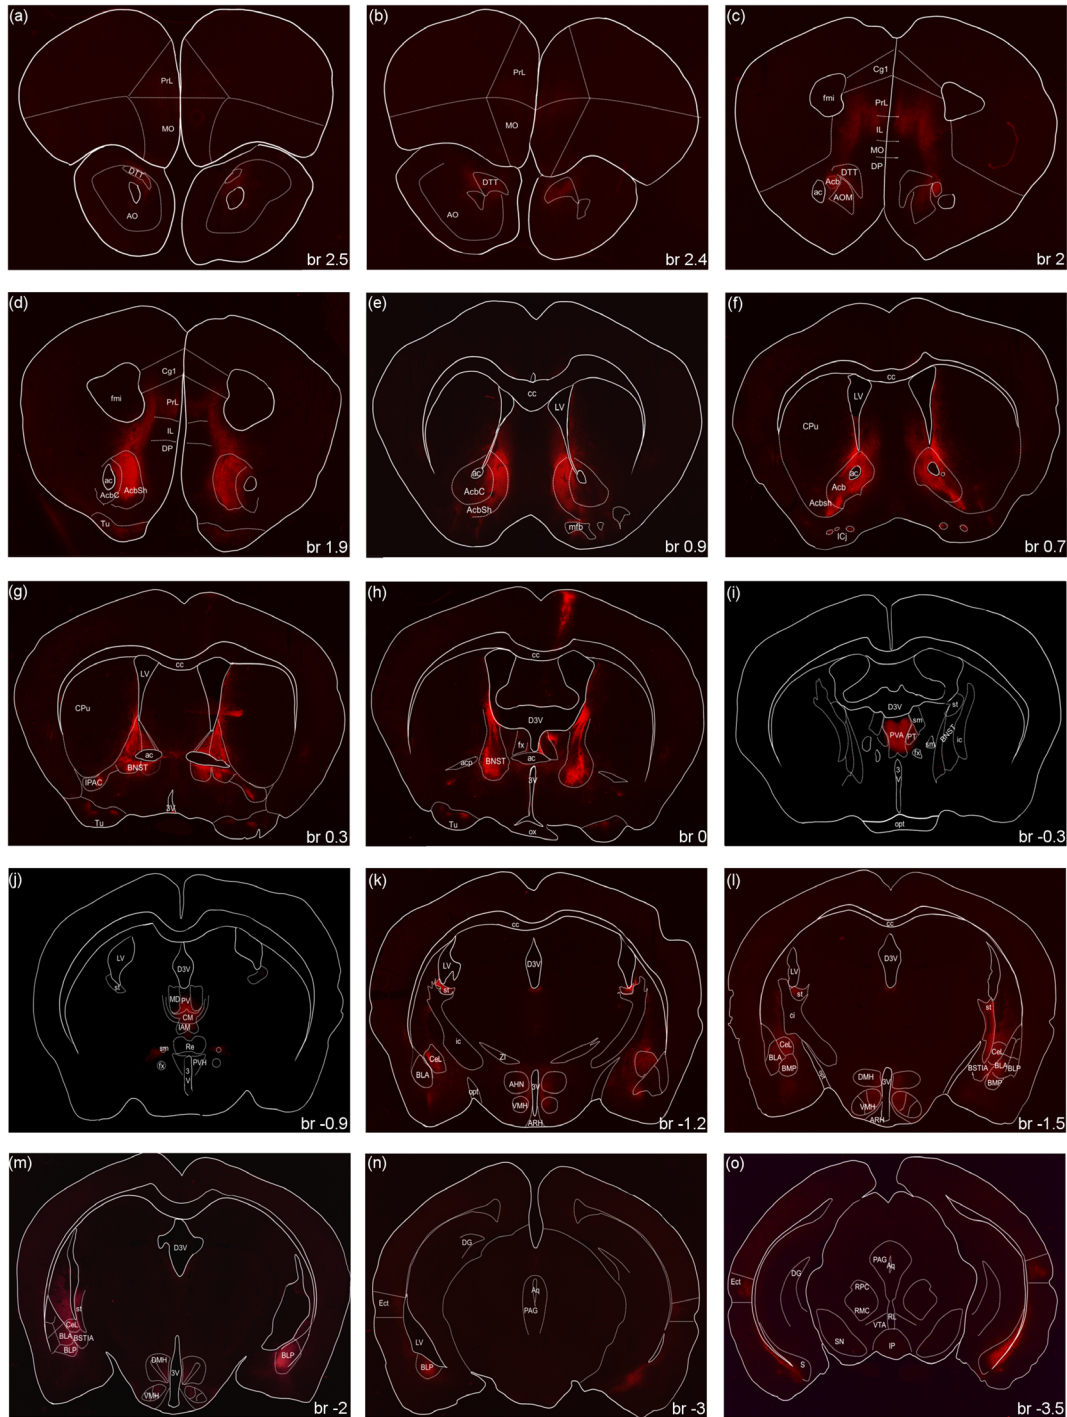 (a)
PrL
MO
DTT
AO
br 2.5
(b)
PrL
MO
DTT
AO
br 2.4
(c)
Cg1
fmi
PrL
IL
MO
DP
DTT
Acb
ac
AOM
br 2
(d)
Cg1
fmi
PrL
IL
DP
ac
AcbC
AcbSh
Tu
br 1.9
(e)
cc
LV
ac
AcbC
AcbSh
mfb
br 0.9
(f)
cc
LV
CPu
ac
Acb
Acbsh
ICj
br 0.7
(g)
cc
LV
CPu
ac
BNST
IPAC
3V
Tu
br 0.3
(h)
cc
D3V
fx
ac
BNST
acp
3V
Tu
ox
br 0
(i)
D3V
st
sm
PVA
PT
BNST
ic
sm
fx
3
V
opt
br -0.3
(j)
LV
D3V
st
MD
PV
CM
IAM
Re
sm
PVH
fx
3
V
br -0.9
(k)
cc
LV
D3V
st
ic
ZI
CeL
BLA
AHN
3V
opt
VMH
ARH
br -1.2
(l)
cc
LV
D3V
st
st
ci
CeL
CeL
BLA
BLA
BLP
BSTIA
BMP
BMP
opt
DMH
3V
VMH
ARH
br -1.5
(m)
D3V
st
CeL
BLA
BSTIA
BLP
BLP
DMH
3V
VMH
br -2
(n)
DG
Ect
Aq
PAG
LV
BLP
br -3
(o)
PAG
Aq
DG
Ect
RPC
RMC
RL
VTA
SN
IP
S
br -3.5